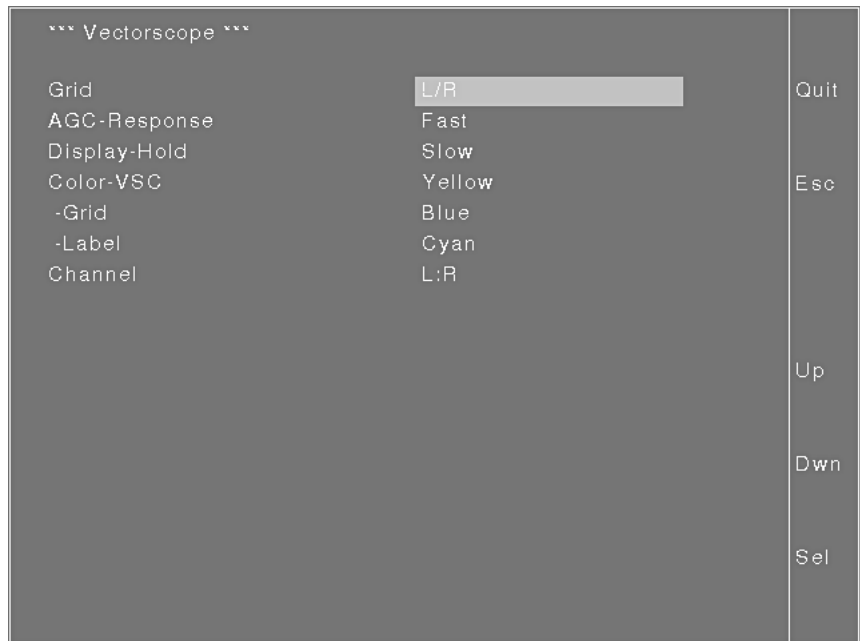 *** Vectorscope ***
Grid L/R
AGC-Response Fast
Display-Hold Slow
Color-VSC Yellow
-Grid Blue
-Label Cyan
Channel L:R
Quit
Esc
Up
Dwn
Sel